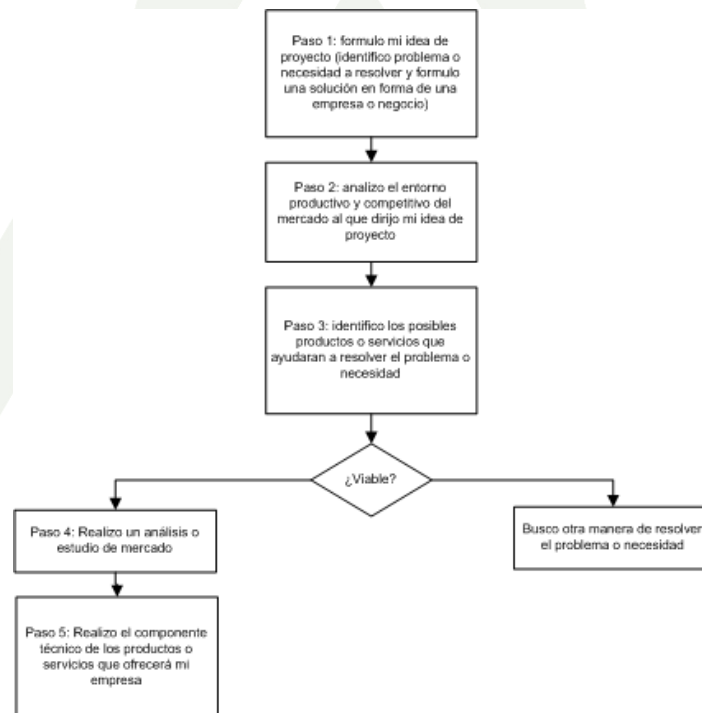 Paso 1: formulo mi idea de
proyecto (identifico problema o
necesidad a resolver y formulo
una solución en forma de una
empresa o negocio)
Paso 2: analizo el entorno
productivo y competitivo del
mercado al que dirijo mi idea de
proyecto
Paso 3: identifico los posibles
productos o servicios que
ayudaran a resolver el problema o
necesidad
¿Viable?
Paso 4: Realizo un análisis o
estudio de mercado
Busco otra manera de resolver
el problema o necesidad
Paso 5: Realizo el componente
técnico de los productos o
servicios que ofrecerá mi
empresa